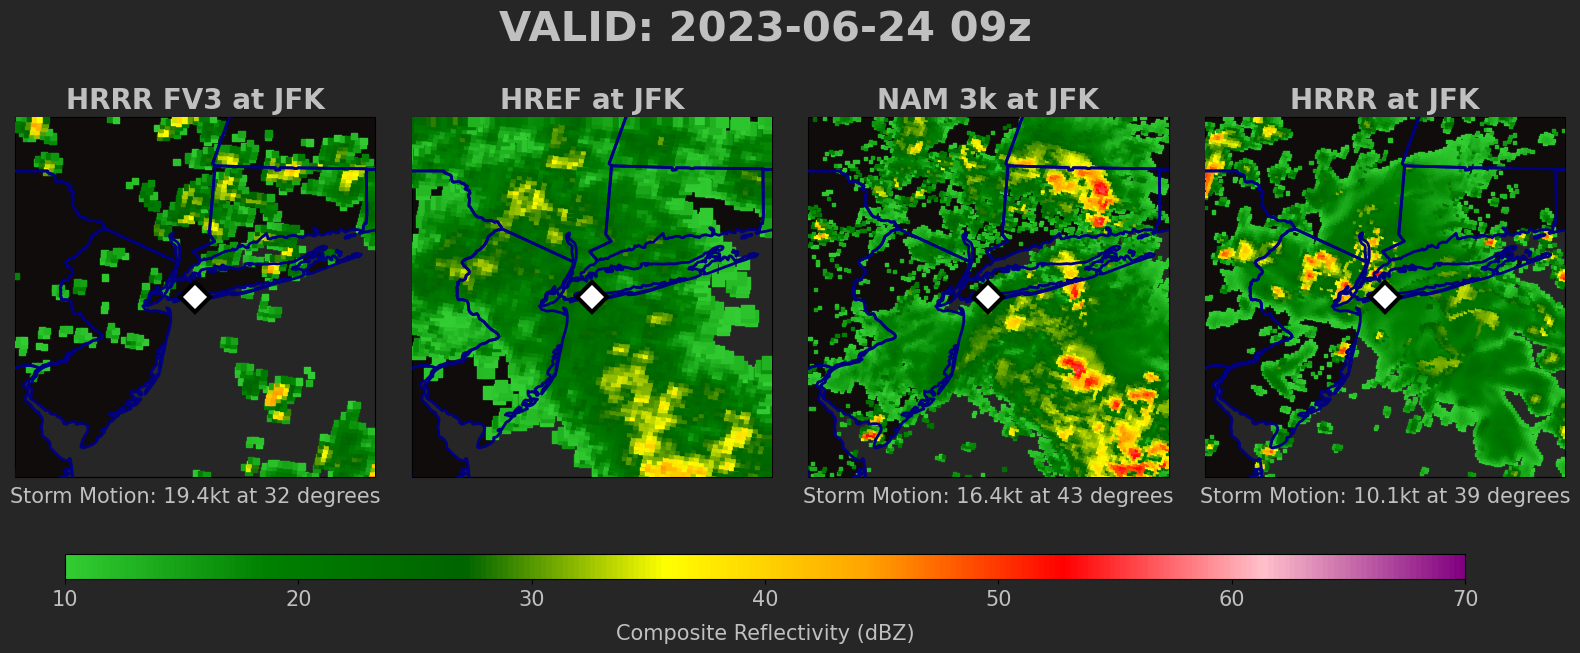 VALID: 2023-06-24 09z
HRRR FV3 at JFK
HREF at JFK
NAM 3k at JFK
HRRR at JFK
Storm Motion: 19.4kt at 32 degrees
Storm Motion: 16.4kt at 43 degrees
Storm Motion: 10.1kt at 39 degrees
10 20 30 40 50 60 70
Composite Reflectivity (dBZ)